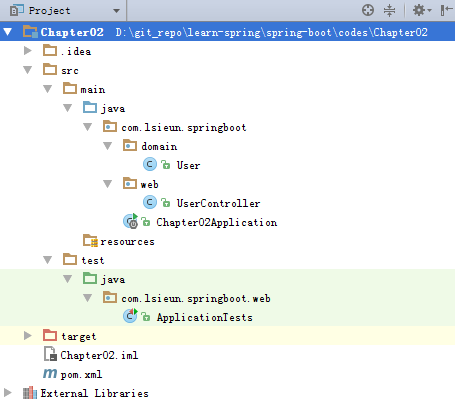 Project
Chapter02 D:\git_repo\learn-spring\spring-boot\codes\Chapter02
.idea
src
main
java
com.lsieun.springboot
domain
User
web
UserController
Chapter02Application
resources
test
java
com.lsieun.springboot.web
ApplicationTests
target
Chapter02.iml
pom.xml
External Libraries